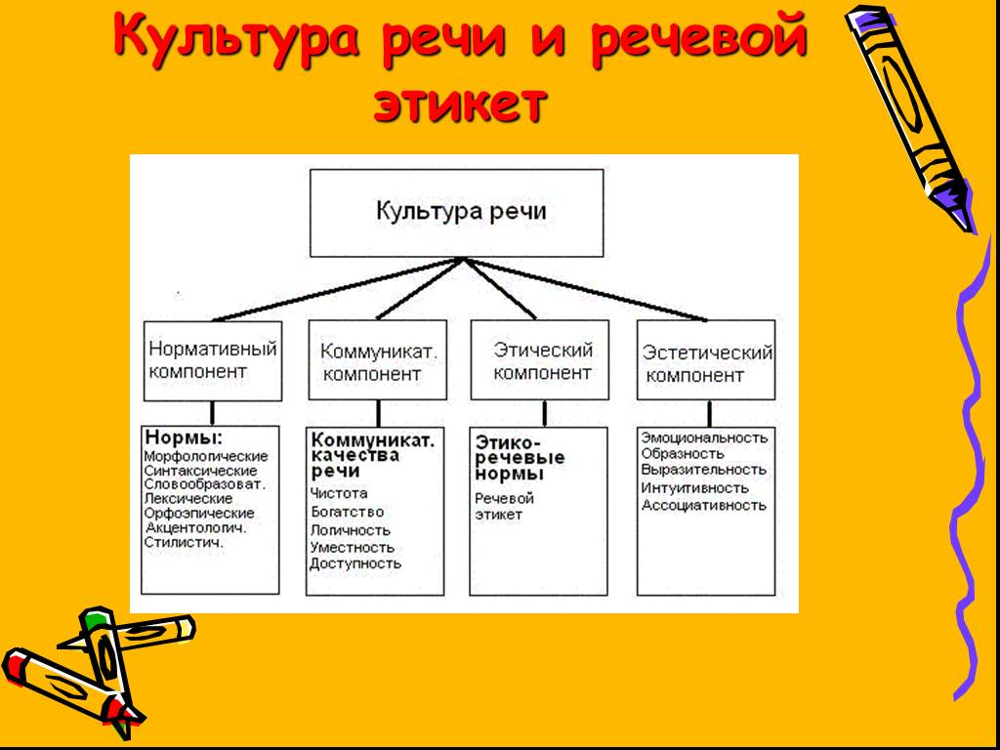 Культура речи и речевой
этикет
Культура речи
Нормативный
компонент
Коммуникат.
компонент
Этический
компонент
Эстетический
компонент
Нормы:
Морфологические
Синтаксические
Словообразоват.
Лексические
Орфоэпические
Акцентологич.
Стилистич.
Коммуникат.
качества
речи
Чистота
Богатство
Логичность
Уместность
Доступность
Этико-
речевые
нормы
Речевой
этикет
Эмоциональность
Образность
Выразительность
Интуитивность
Ассоциативность